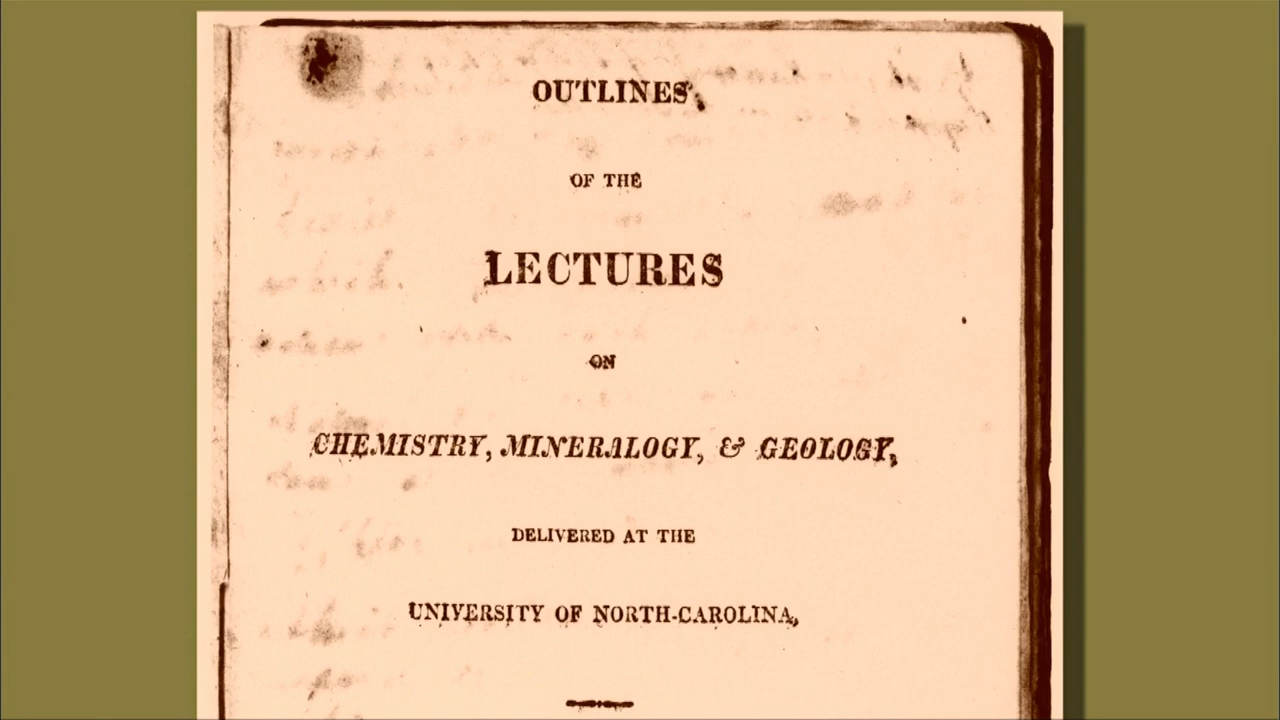 OUTLINES
OF THE
LECTURES
ON
CHEMISTRY, MINERALOGY, & GEOLOGY,
DELIVERED AT THE
UNIVERSITY OF NORTH-CAROLINA,